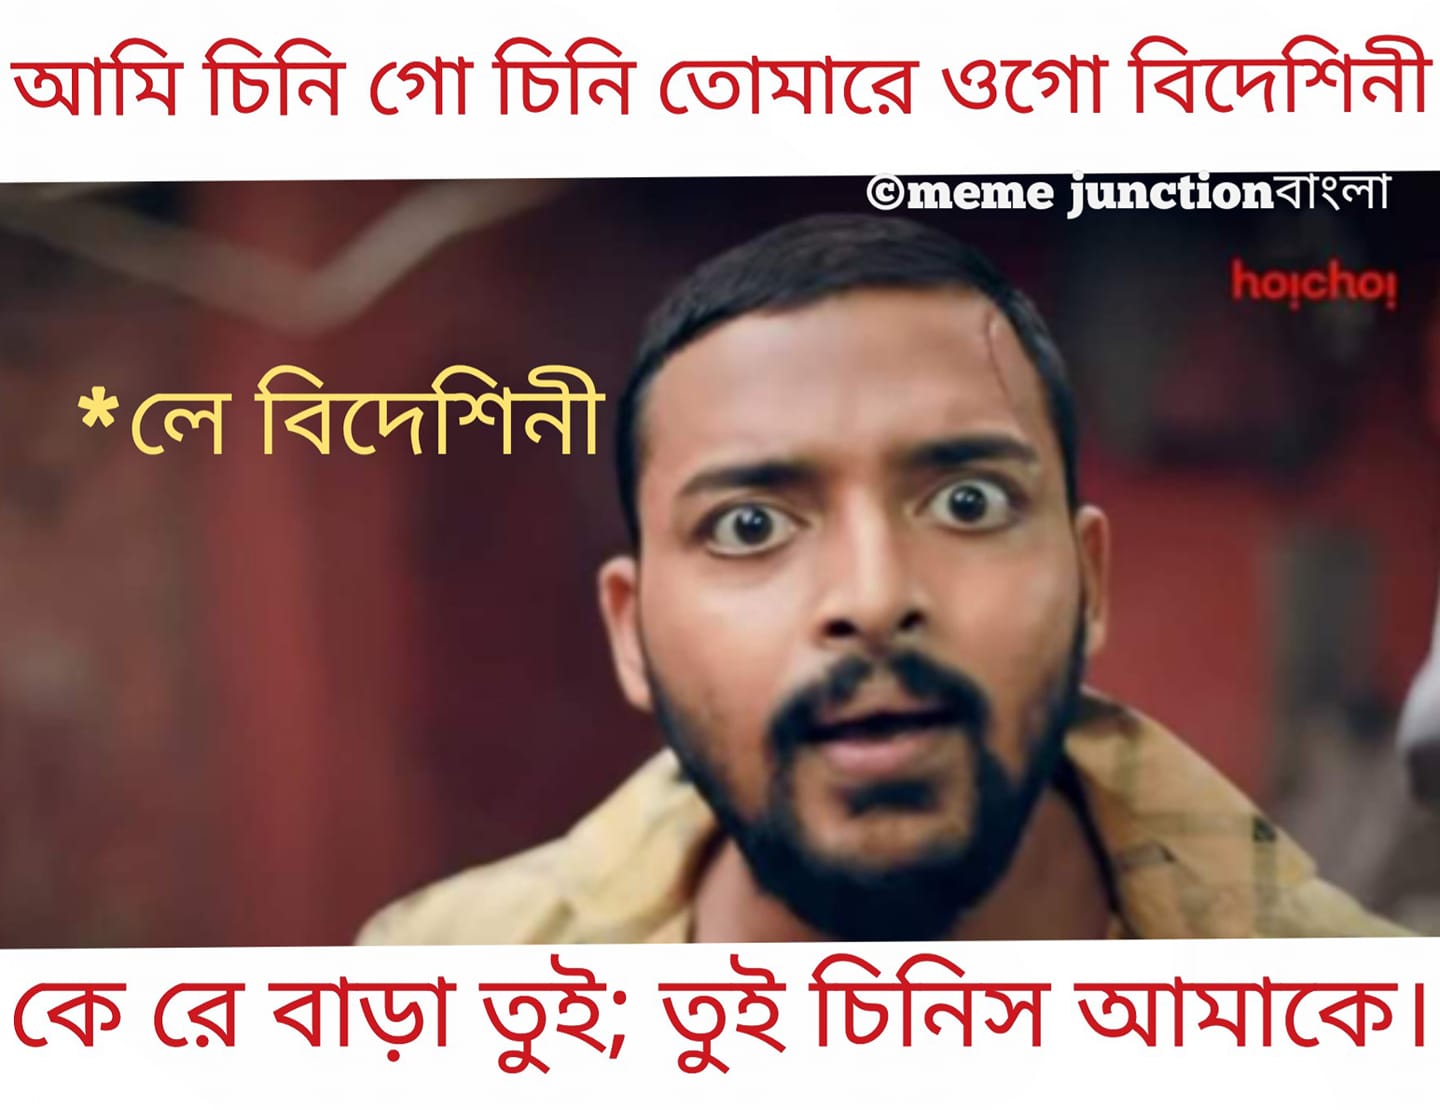 আমি চিনি গো চিনি তোমারে ওগো বিদেশিনী
©meme junctionবাংলা
hoichoi
*লে বিদেশিনী
কে রে বাড়া তুই; তুই চিনিস আমাকে।